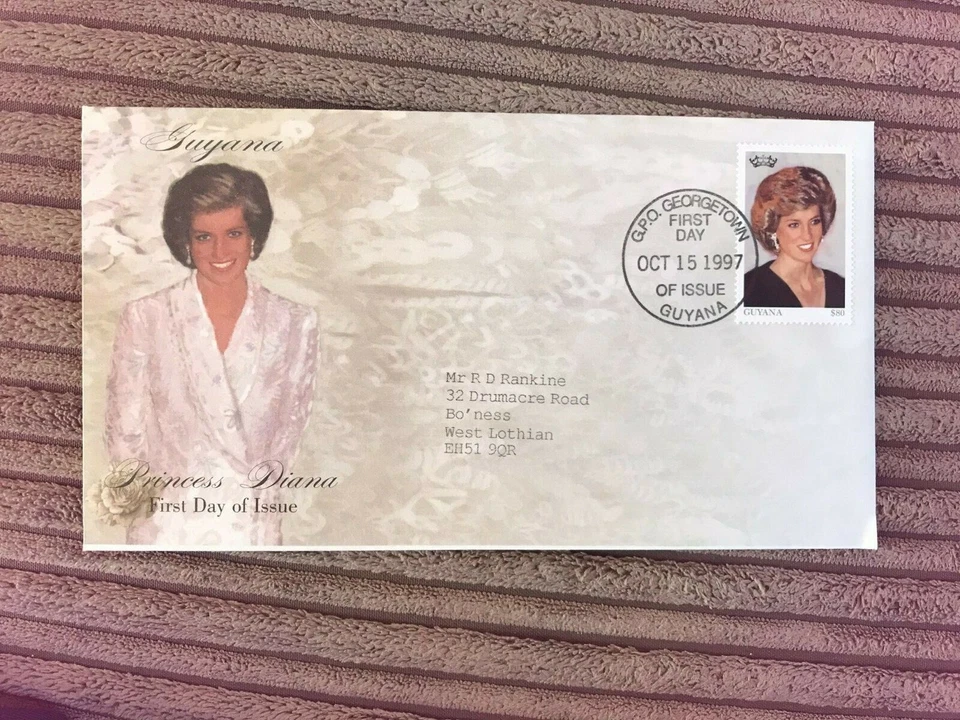 Guyana
G.P.O. GEORGETOWN
FIRST
DAY
OCT 15 1997
OF ISSUE
GUYANA
GUYANA $80
Mr R D Rankine
32 Drumacre Road
Bo'ness
West Lothian
EH51 9QR
Princess Diana
First Day of Issue